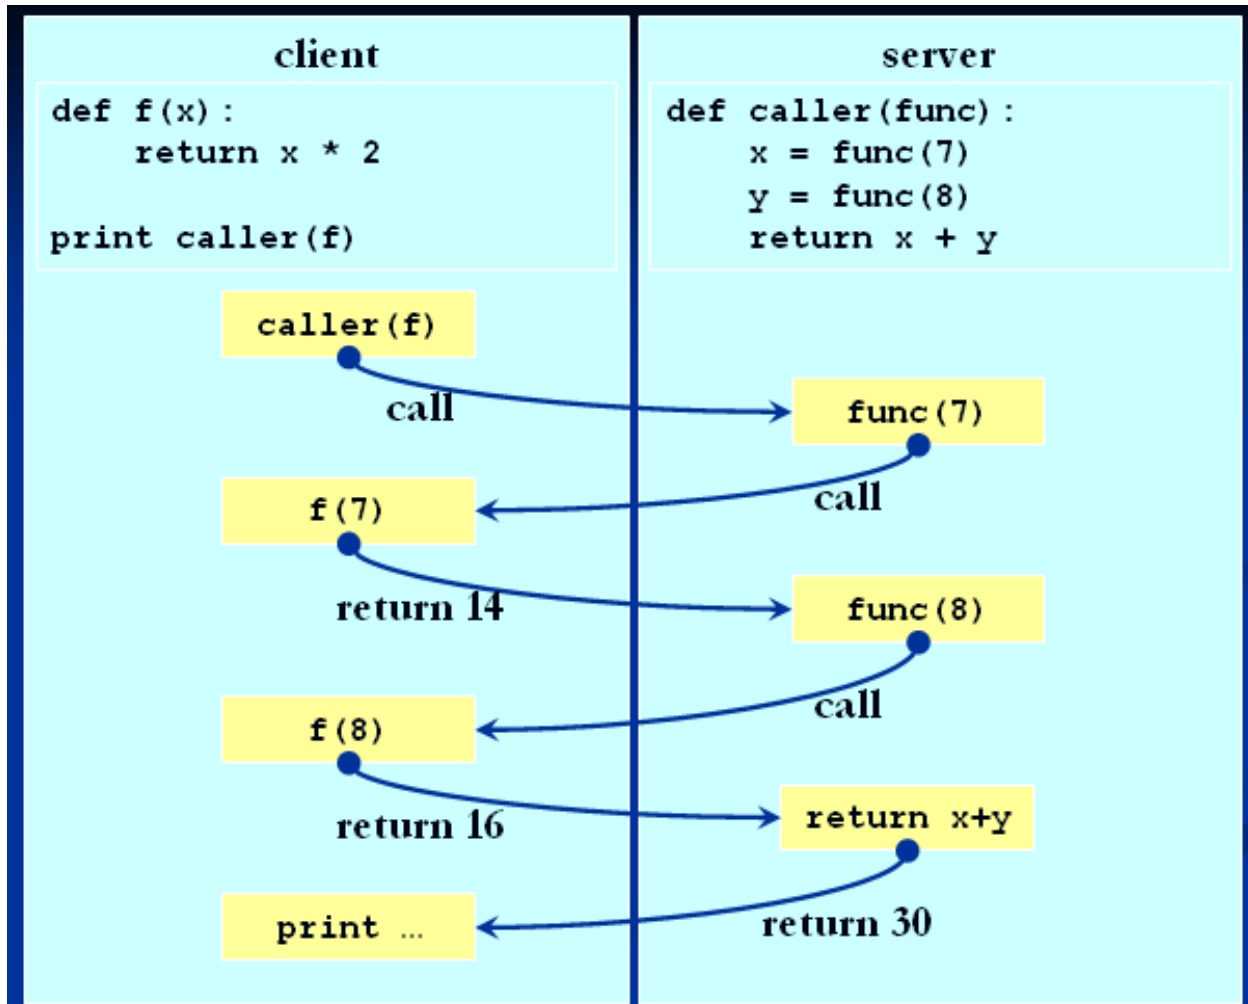 client
def f(x):
    return x * 2
print caller(f)
server
def caller(func):
    x = func(7)
    y = func(8)
    return x + y
caller(f)
call
func(7)
call
f(7)
return 14
func(8)
call
f(8)
return 16
return x+y
return 30
print …